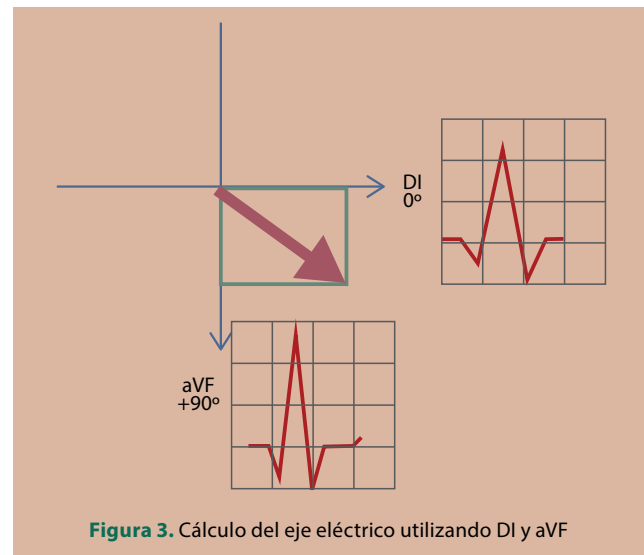 DI
0º
aVF
+90º
Figura 3. Cálculo del eje eléctrico utilizando DI y aVF